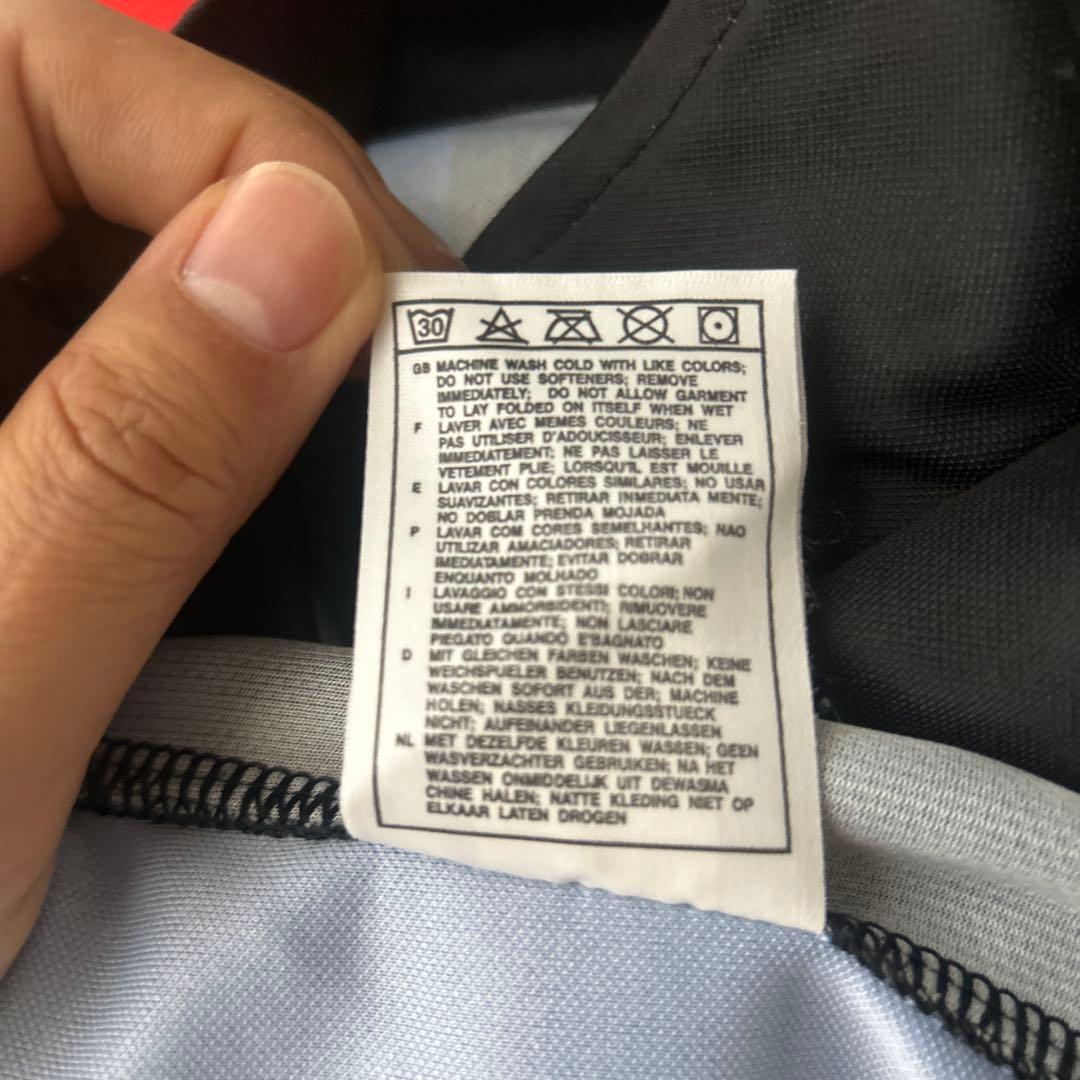 30
GB MACHINE WASH COLD WITH LIKE COLORS;
DO NOT USE SOFTENERS; REMOVE
IMMEDIATELY; DO NOT ALLOW GARMENT
TO LAY FOLDED ON ITSELF WHEN WET
F LAVER AVEC MEMES COULEURS; NE
PAS UTILISER D'ADOUCISSEUR; ENLEVER
IMMEDIATEMENT; NE PAS LAISSER LE
VETEMENT PLIE; LORSQU'IL EST MOUILLE
E LAVAR CON COLORES SIMILARES; NO USAR
SUAVIZANTES; RETIRAR INMEDIATA MENTE;
NO DOBLAR PRENDA MOJADA
P LAVAR COM CORES SEMELHANTES; NAO
UTILIZAR AMACIADORES; RETIRAR
IMEDIATAMENTE; EVITAR DOBRAR
ENQUANTO MOLHADO
I LAVAGGIO CON STESSI COLORI; NON
USARE AMMORBIDENTI; RIMUOVERE
IMMEDIATAMENTE; NON LASCIARE
PIEGATO QUANDO E'BAGNATO
D MIT GLEICHEN FARBEN WASCHEN; KEINE
WEICHSPUELER BENUTZEN; NACH DEM
WASCHEN SOFORT AUS DER; MACHINE
HOLEN; NASSES KLEIDUNGSSTUECK
NICHT; AUFEINANDER LIEGENLASSEN
NL MET DEZELFDE KLEUREN WASSEN; GEEN
WASVERZACHTER GEBRUIKEN; NA HET
WASSEN ONMIDDELIJK UIT DEWASMA
CHINE HALEN; NATTE KLEDING NIET OP
ELKAAR LATEN DROGEN